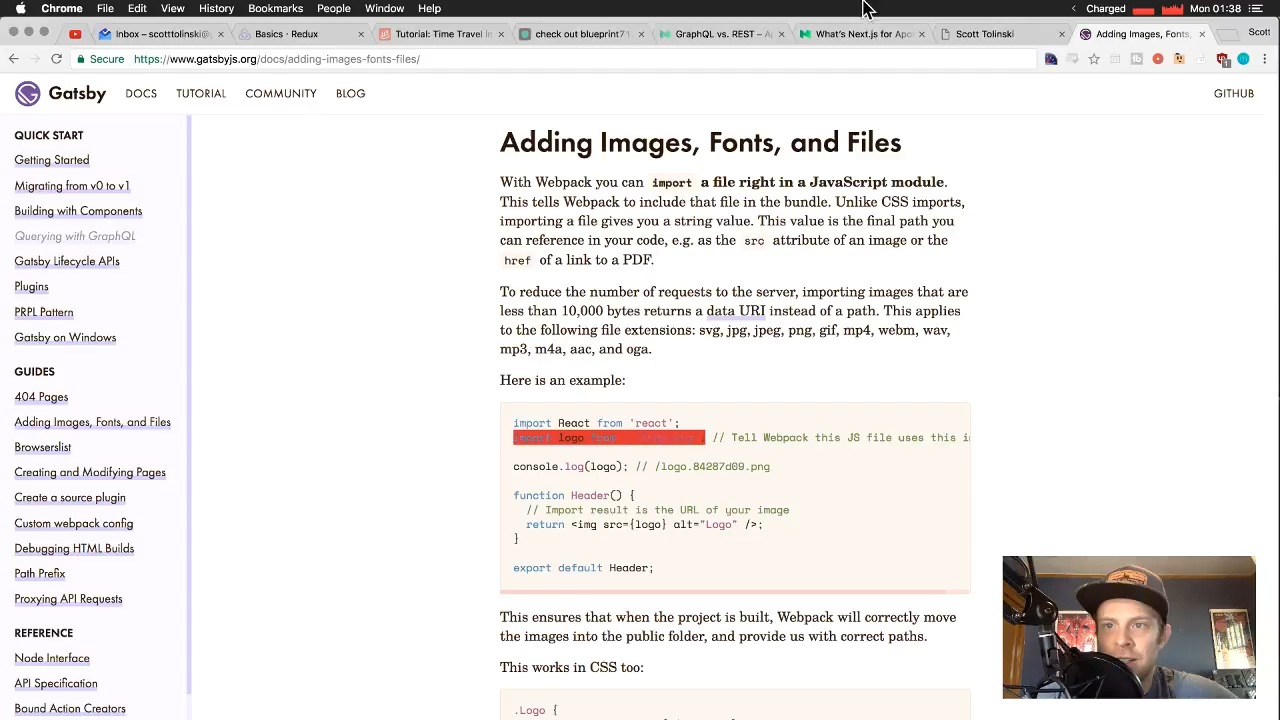 Chrome File Edit View History Bookmarks People Window Help
Charged Mon 01:38
Inbox – scotttolinski@
Basics · Redux
Tutorial: Time Travel In
check out blueprint71
GraphQL vs. REST – Ap
What's Next.js for Apol
Scott Tolinski
Adding Images, Fonts,
Scott
Secure https://www.gatsbyjs.org/docs/adding-images-fonts-files/
Gatsby DOCS TUTORIAL COMMUNITY BLOG GITHUB
QUICK START
Getting Started
Migrating from v0 to v1
Building with Components
Querying with GraphQL
Gatsby Lifecycle APIs
Plugins
PRPL Pattern
Gatsby on Windows
GUIDES
404 Pages
Adding Images, Fonts, and Files
Browserslist
Creating and Modifying Pages
Create a source plugin
Custom webpack config
Debugging HTML Builds
Path Prefix
Proxying API Requests
REFERENCE
Node Interface
API Specification
Bound Action Creators
Adding Images, Fonts, and Files
With Webpack you can import a file right in a JavaScript module.
This tells Webpack to include that file in the bundle. Unlike CSS imports,
importing a file gives you a string value. This value is the final path you
can reference in your code, e.g. as the src attribute of an image or the
href of a link to a PDF.
To reduce the number of requests to the server, importing images that are
less than 10,000 bytes returns a data URI instead of a path. This applies
to the following file extensions: svg, jpg, jpeg, png, gif, mp4, webm, wav,
mp3, m4a, aac, and oga.
Here is an example:
import React from 'react';
import logo from // Tell Webpack this JS file uses this i
console.log(logo); // /logo.84287d09.png
function Header() {
// Import result is the URL of your image
return <img src={logo} alt="Logo" />;
}
export default Header;
This ensures that when the project is built, Webpack will correctly move
the images into the public folder, and provide us with correct paths.
This works in CSS too:
.Logo {